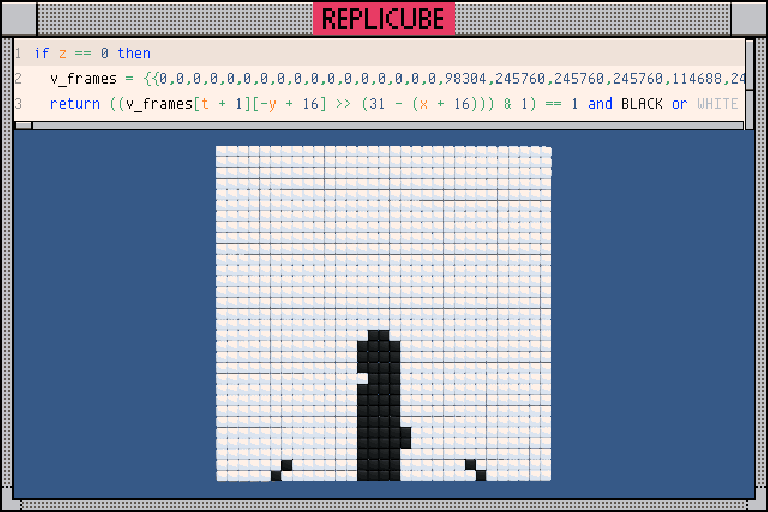 REPLICUBE
1 if z == 0 then
2 v_frames = {{0,0,0,0,0,0,0,0,0,0,0,0,0,0,0,0,0,98304,245760,245760,245760,114688,24
3 return ((v_frames[t + 1][-y + 16] >> (31 - (x + 16))) & 1) == 1 and BLACK or WHITE